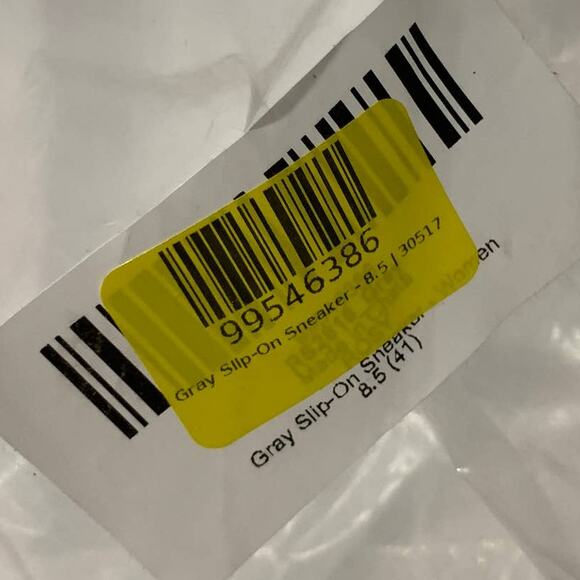 99546386
Gray Slip-On Sneaker - 8.5 | 30517
Gray Slip-On Sneaker Women
8.5 (41)